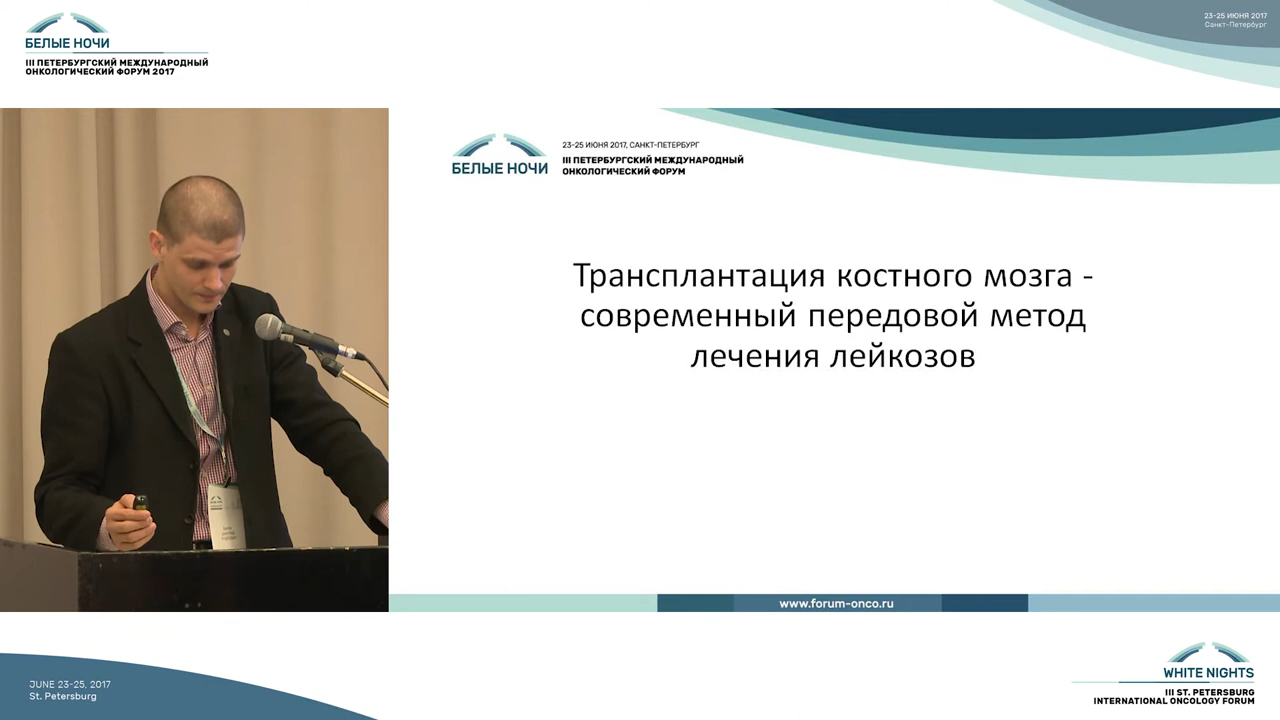 БЕЛЫЕ НОЧИ
III ПЕТЕРБУРГСКИЙ МЕЖДУНАРОДНЫЙ
ОНКОЛОГИЧЕСКИЙ ФОРУМ 2017
23-25 ИЮНЯ 2017
Санкт-Петербург
БЕЛЫЕ НОЧИ
23-25 ИЮНЯ 2017, САНКТ-ПЕТЕРБУРГ
III ПЕТЕРБУРГСКИЙ МЕЖДУНАРОДНЫЙ
ОНКОЛОГИЧЕСКИЙ ФОРУМ
Трансплантация костного мозга -
современный передовой метод
лечения лейкозов
www.forum-onco.ru
JUNE 23-25, 2017
St. Petersburg
WHITE NIGHTS
III ST. PETERSBURG
INTERNATIONAL ONCOLOGY FORUM